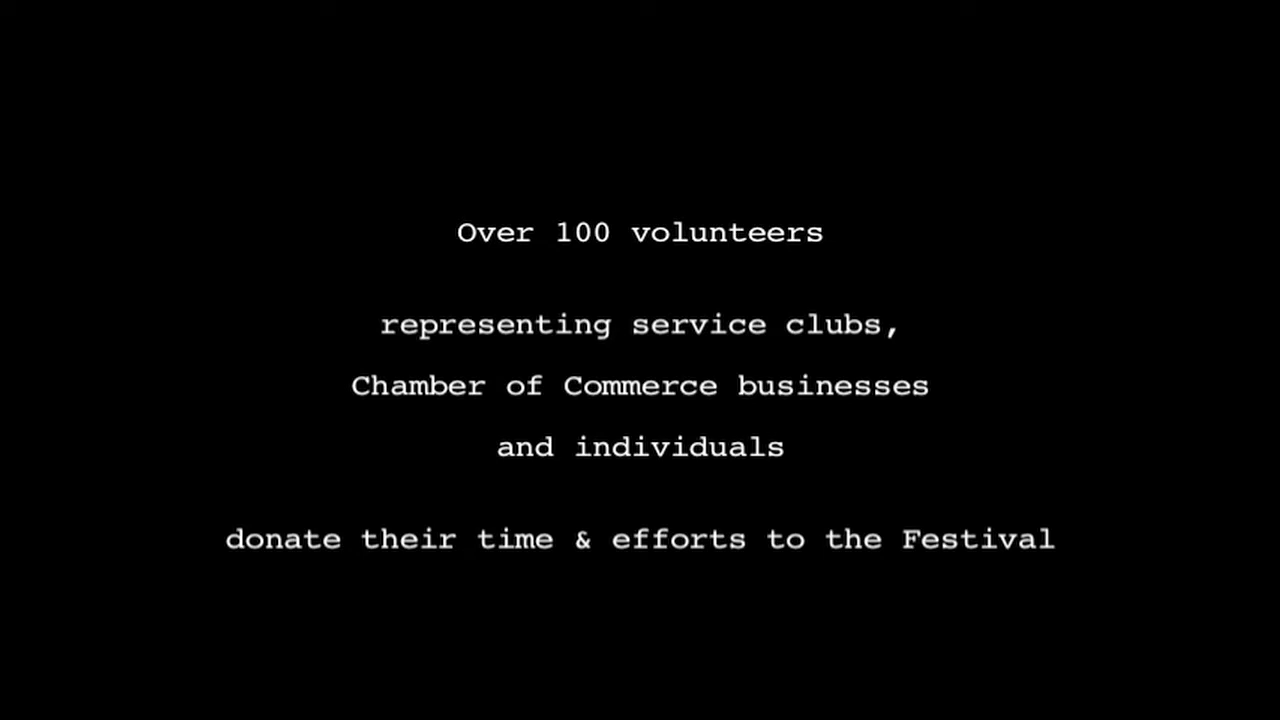 Over 100 volunteers
representing service clubs,
Chamber of Commerce businesses
and individuals
donate their time & efforts to the Festival